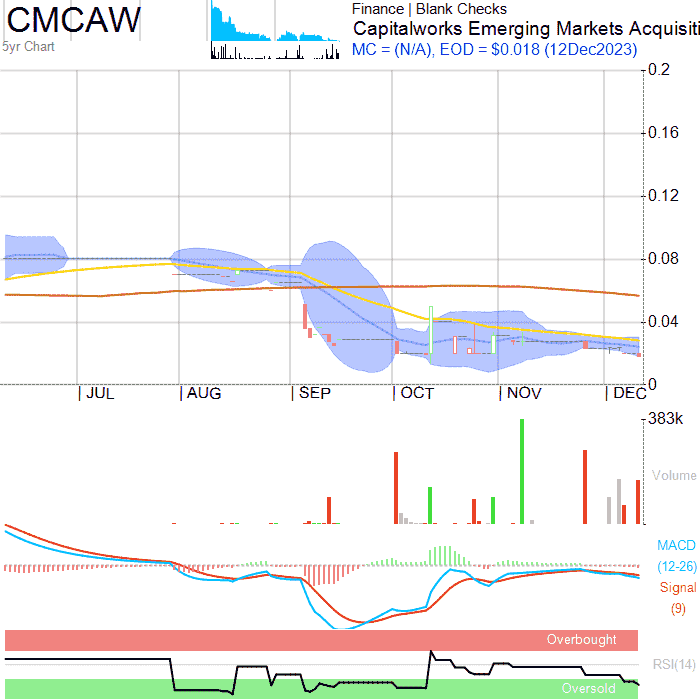 CMCAW
5yr Chart
Finance | Blank Checks
Capitalworks Emerging Markets Acquisiti
MC = (N/A), EOD = $0.018 (12Dec2023)
0.2
0.16
0.12
0.08
0.04
0
| JUL
| AUG
| SEP
| OCT
| NOV
| DEC
383k
Volume
MACD
(12-26)
Signal
(9)
Overbought
RSI(14)
Oversold